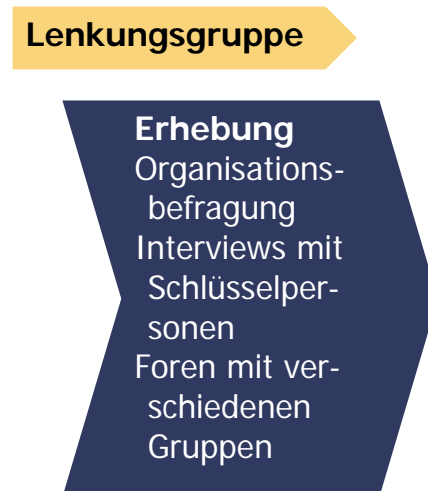 Lenkungsgruppe
Erhebung
Organisations-
befragung
Interviews mit
Schlüsselper-
sonen
Foren mit ver-
schiedenen
Gruppen